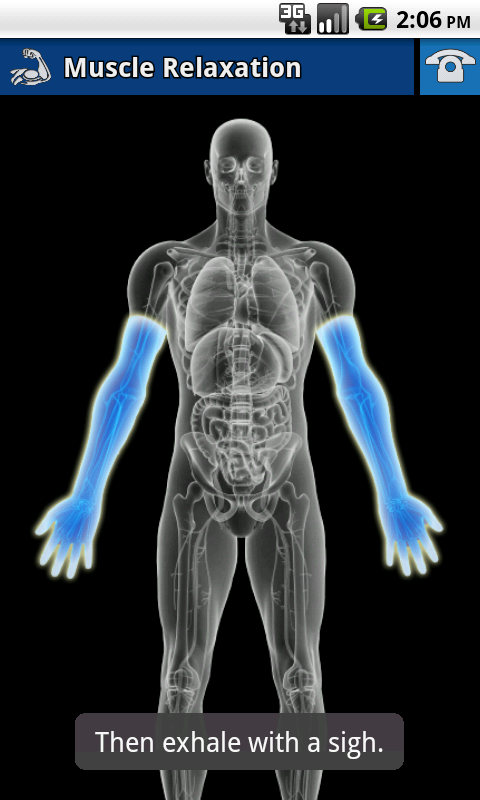 3G 2:06 PM
Muscle Relaxation
Then exhale with a sigh.